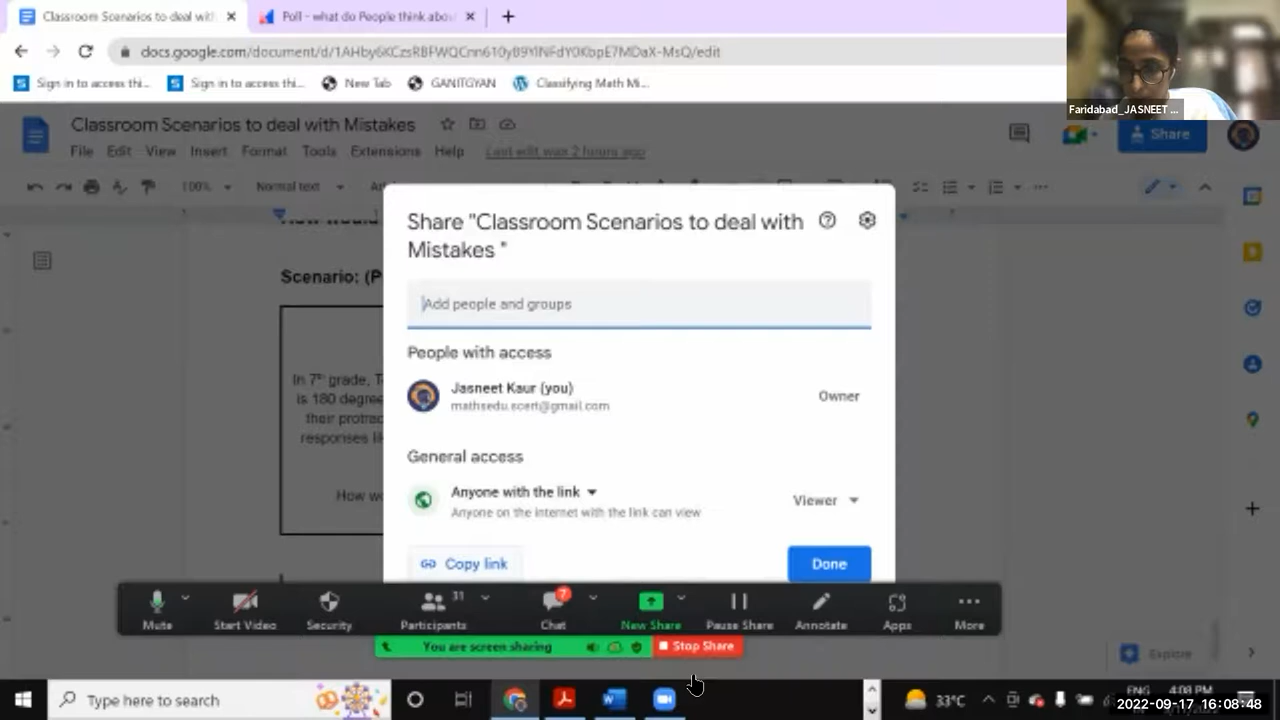 Classroom Scenarios to deal with
Poll - what do People think abou
docs.google.com/document/d/
Sign in to access thi...
Sign in to access thi...
New Tab
GANITGYAN
Classifying Math Mi...
Faridabad_JASNEET ...
Classroom Scenarios to deal with Mistakes
Share
File Edit View Insert Format Tools Extensions Help Last edit was 2 hours ago
100% Normal text
Share "Classroom Scenarios to deal with
Mistakes "
Scenario: (P
Add people and groups
People with access
In 7th grade, T
is 180 degree
their protrac
responses li
Jasneet Kaur (you)
mathsedu.scert@gmail.com
Owner
General access
Anyone with the link
Anyone on the internet with the link can view
Viewer
How wo
Copy link
Done
31
7
Mute
Start Video
Security
Participants
Chat
New Share
Pause Share
Annotate
Apps
More
You are screen sharing
Stop Share
Explore
Type here to search
33°C
ENG
4:08 PM
2022-09-17 16:08:48